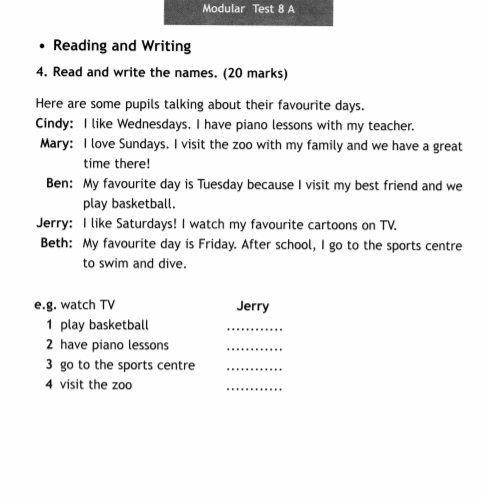 Modular Test 8 A
• Reading and Writing
4. Read and write the names. (20 marks)
Here are some pupils talking about their favourite days.
Cindy: I like Wednesdays. I have piano lessons with my teacher.
Mary: I love Sundays. I visit the zoo with my family and we have a great
time there!
Ben: My favourite day is Tuesday because I visit my best friend and we
play basketball.
Jerry: I like Saturdays! I watch my favourite cartoons on TV.
Beth: My favourite day is Friday. After school, I go to the sports centre
to swim and dive.
e.g. watch TV Jerry
1 play basketball ............
2 have piano lessons ............
3 go to the sports centre ............
4 visit the zoo ............